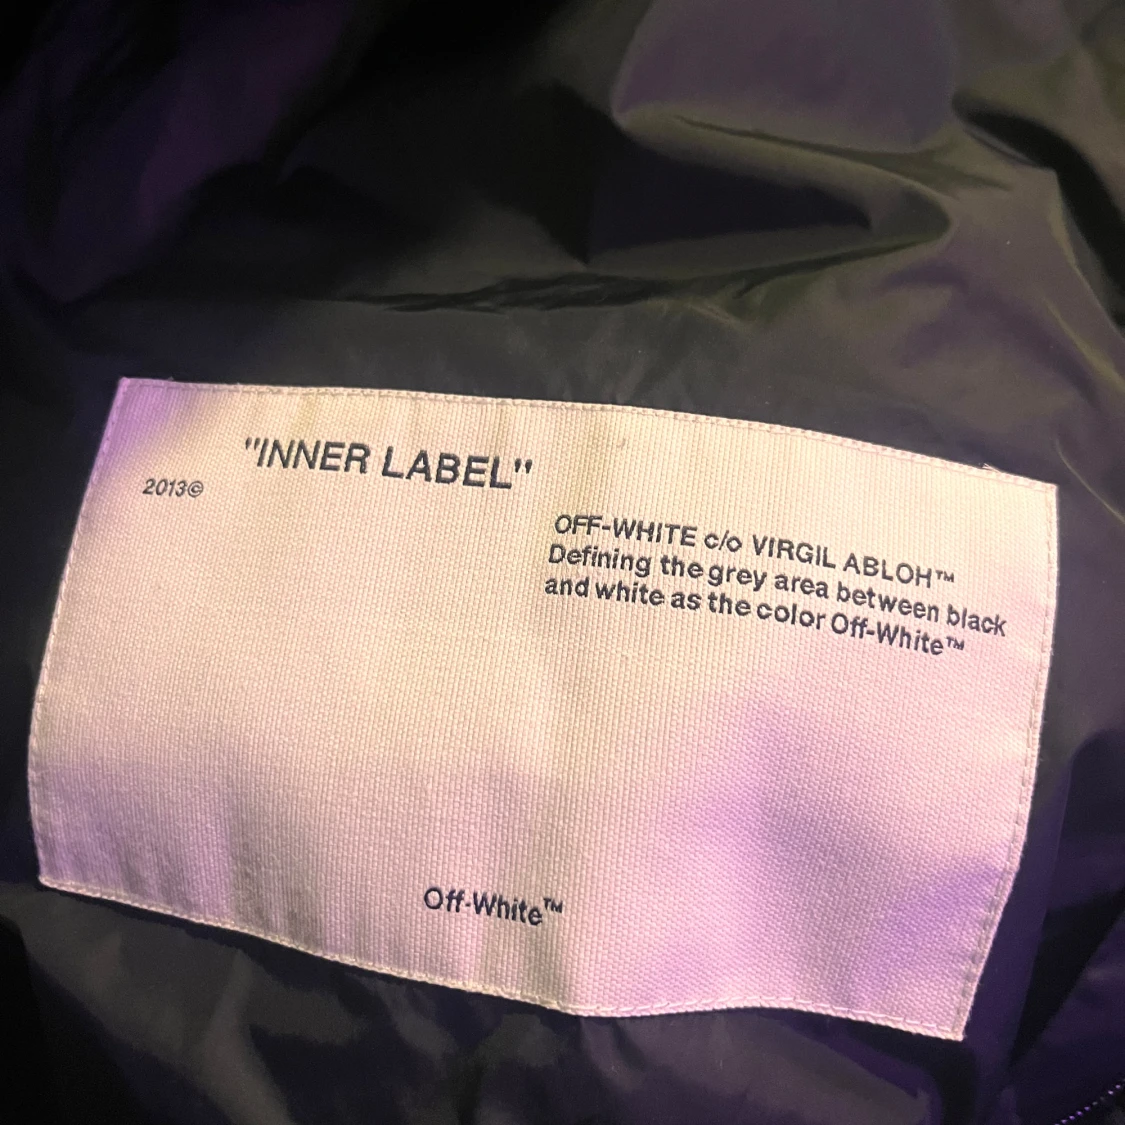 "INNER LABEL"
2013©
OFF-WHITE c/o VIRGIL ABLOH™
Defining the grey area between black
and white as the color Off-White™
Off-White™